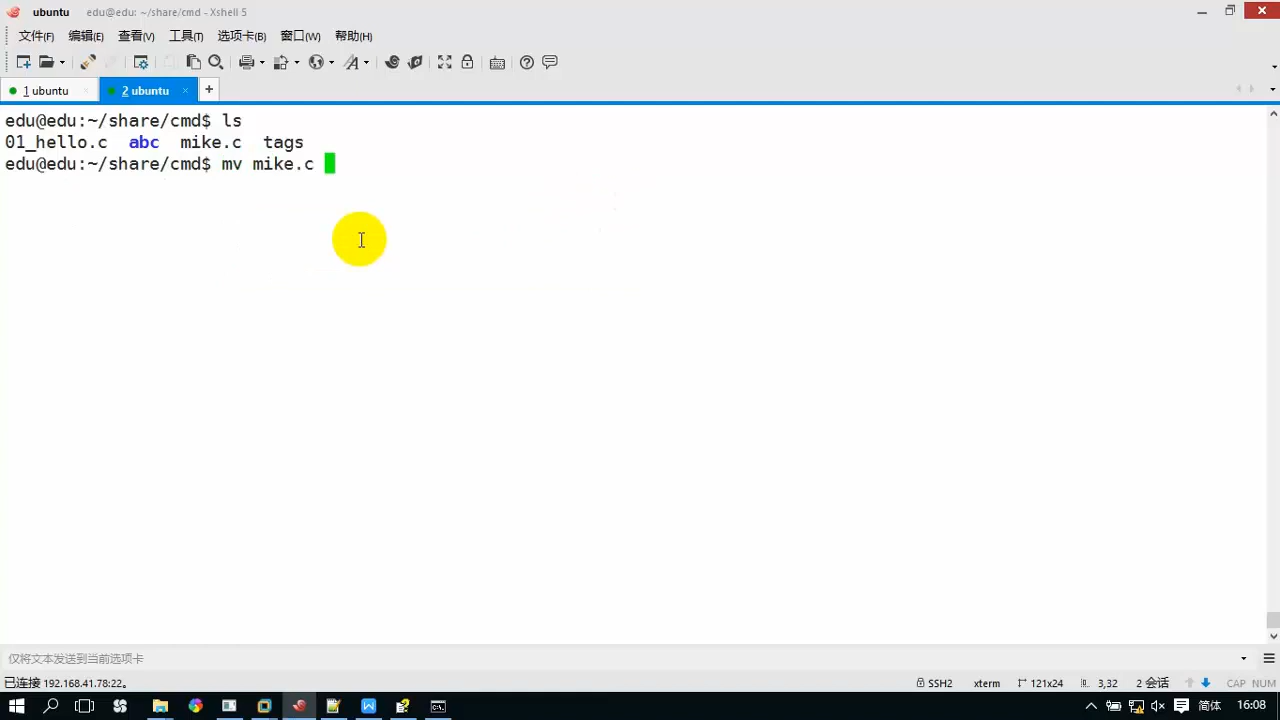 ubuntu edu@edu: ~/share/cmd - Xshell 5
文件(F) 编辑(E) 查看(V) 工具(T) 选项卡(B) 窗口(W) 帮助(H)
1 ubuntu × 2 ubuntu × +
edu@edu:~/share/cmd$ ls
01_hello.c abc mike.c tags
edu@edu:~/share/cmd$ mv mike.c
仅将文本发送到当前选项卡
已连接 192.168.41.78:22。 SSH2 xterm 121x24 3,32 2 会话 CAP NUM
简体 16:08